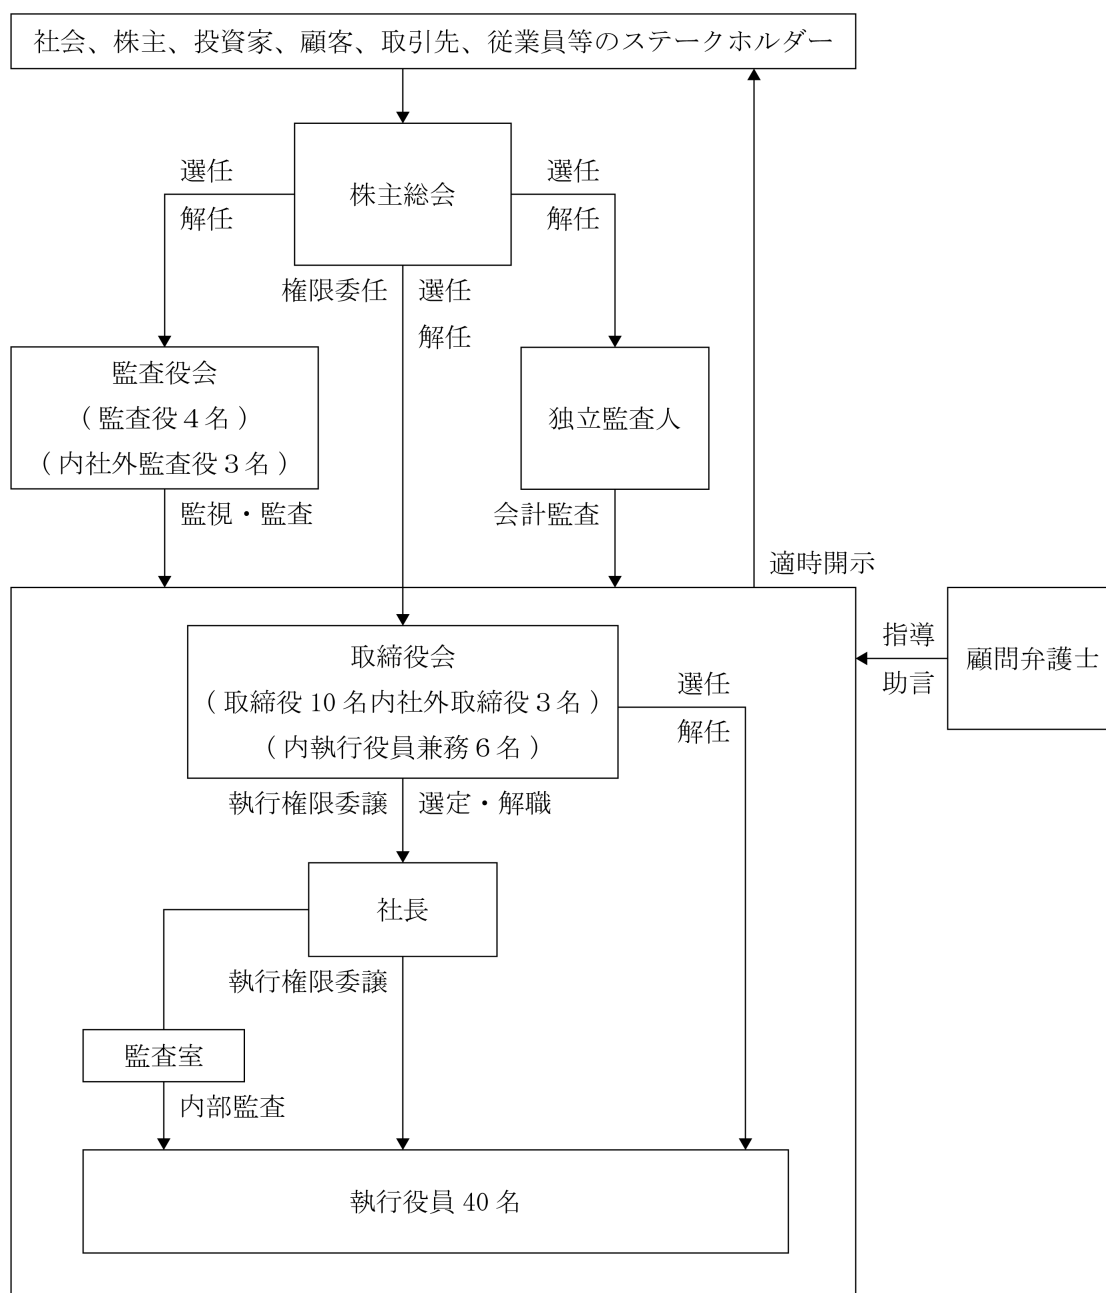 社会、株主、投資家、顧客、取引先、従業員等のステークホルダー
株主総会
選任
解任
選任
解任
権限委任
選任
解任
監査役会
（監査役４名）
（内社外監査役３名）
独立監査人
監視・監査
会計監査
適時開示
取締役会
（取締役10名内社外取締役３名）
（内執行役員兼務６名）
選任
解任
指導
助言
顧問弁護士
執行権限委譲
選定・解職
社長
執行権限委譲
監査室
内部監査
執行役員40名